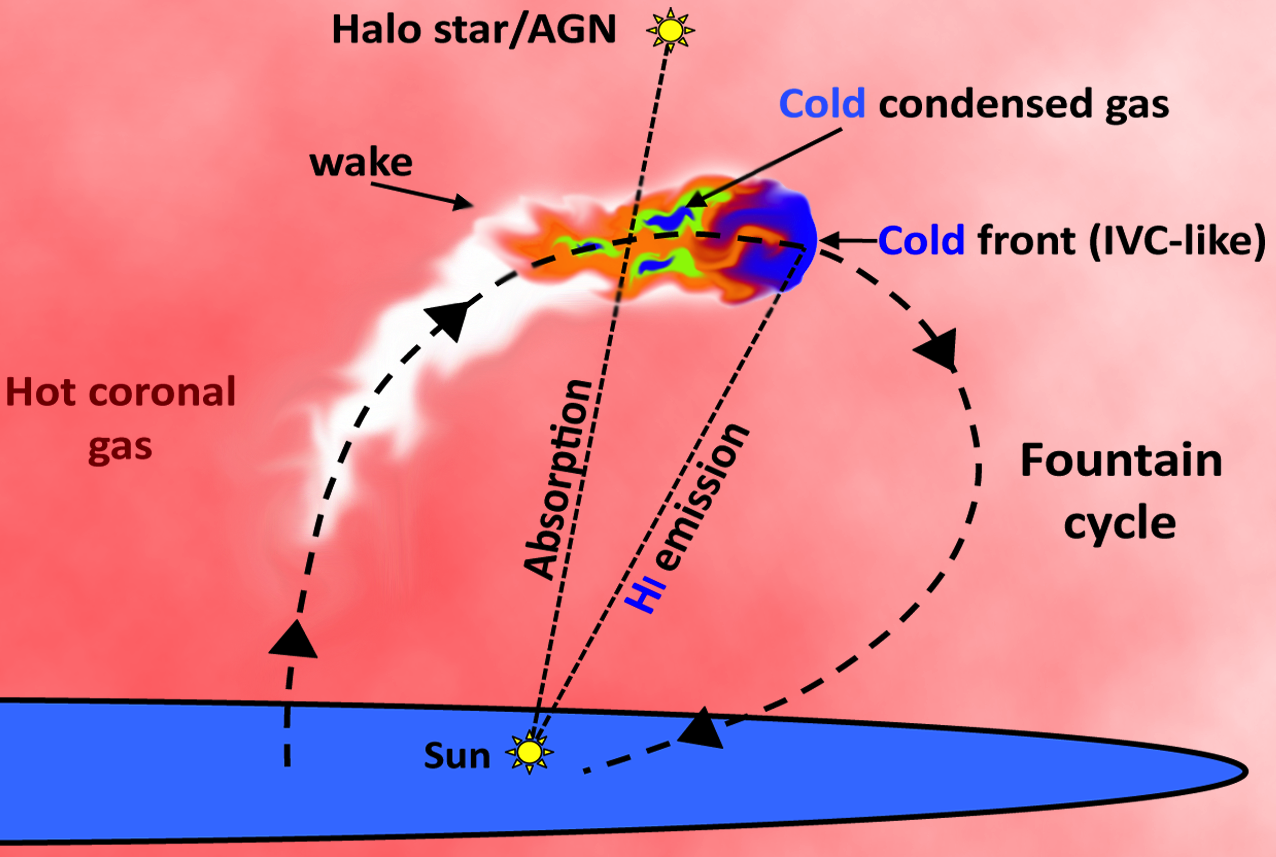 Halo star/AGN
Cold condensed gas
wake
Cold front (IVC-like)
Hot coronal
gas
Absorption
HI emission
Fountain
cycle
Sun